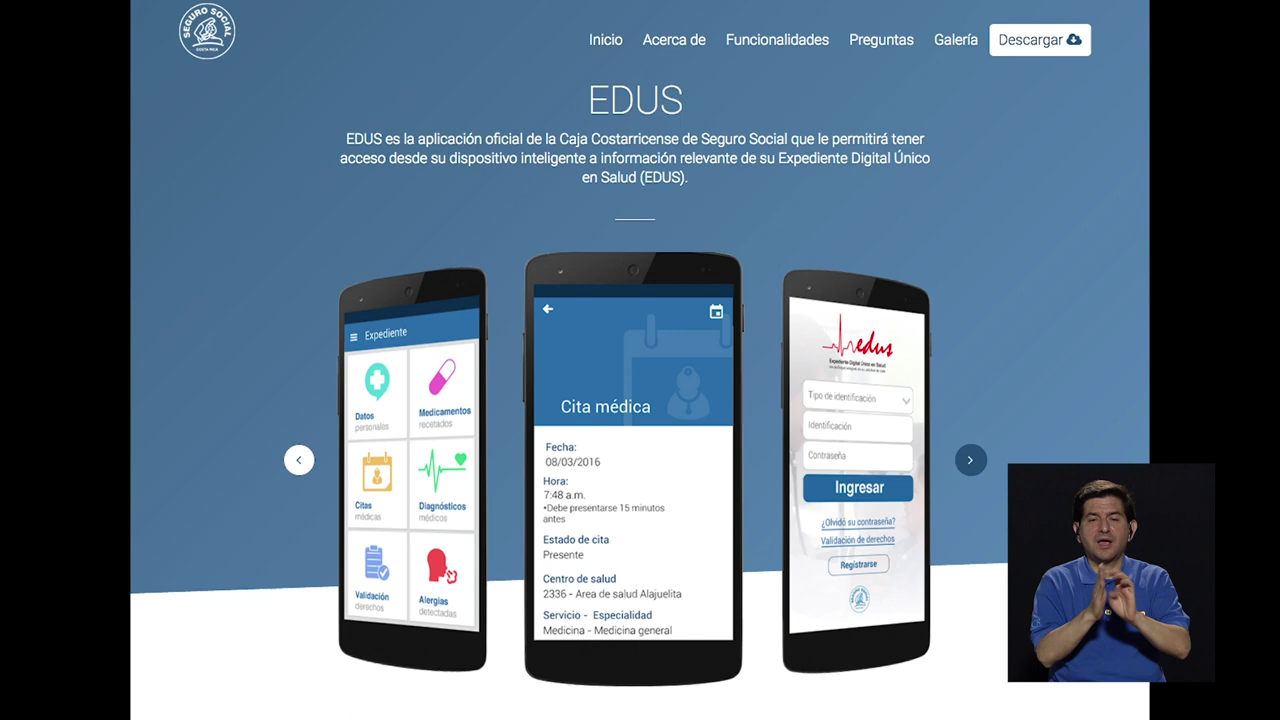 SEGURO SOCIAL
COSTA RICA
Inicio Acerca de Funcionalidades Preguntas Galería Descargar
EDUS
EDUS es la aplicación oficial de la Caja Costarricense de Seguro Social que le permitirá tener
acceso desde su dispositivo inteligente a información relevante de su Expediente Digital Único
en Salud (EDUS).
Expediente
Datos
personales
Medicamentos
recetados
Citas
médicas
Diagnósticos
médicos
Validación
derechos
Alergias
detectadas
Cita médica
Fecha:
08/03/2016
Hora:
7:48 a.m.
•Debe presentarse 15 minutos
antes
Estado de cita
Presente
Centro de salud
2336 - Area de salud Alajuelita
Servicio - Especialidad
Medicina - Medicina general
edus
Expediente Digital Único en Salud
Tipo de identificación
Identificación
Contraseña
Ingresar
¿Olvidó su contraseña?
Validación de derechos
Registrarse